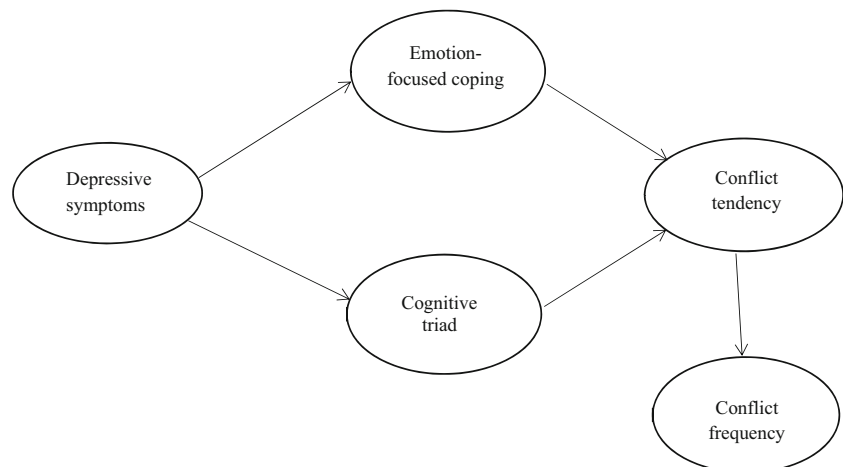 Emotion-
focused coping
Depressive
symptoms
Conflict
tendency
Cognitive
triad
Conflict
frequency